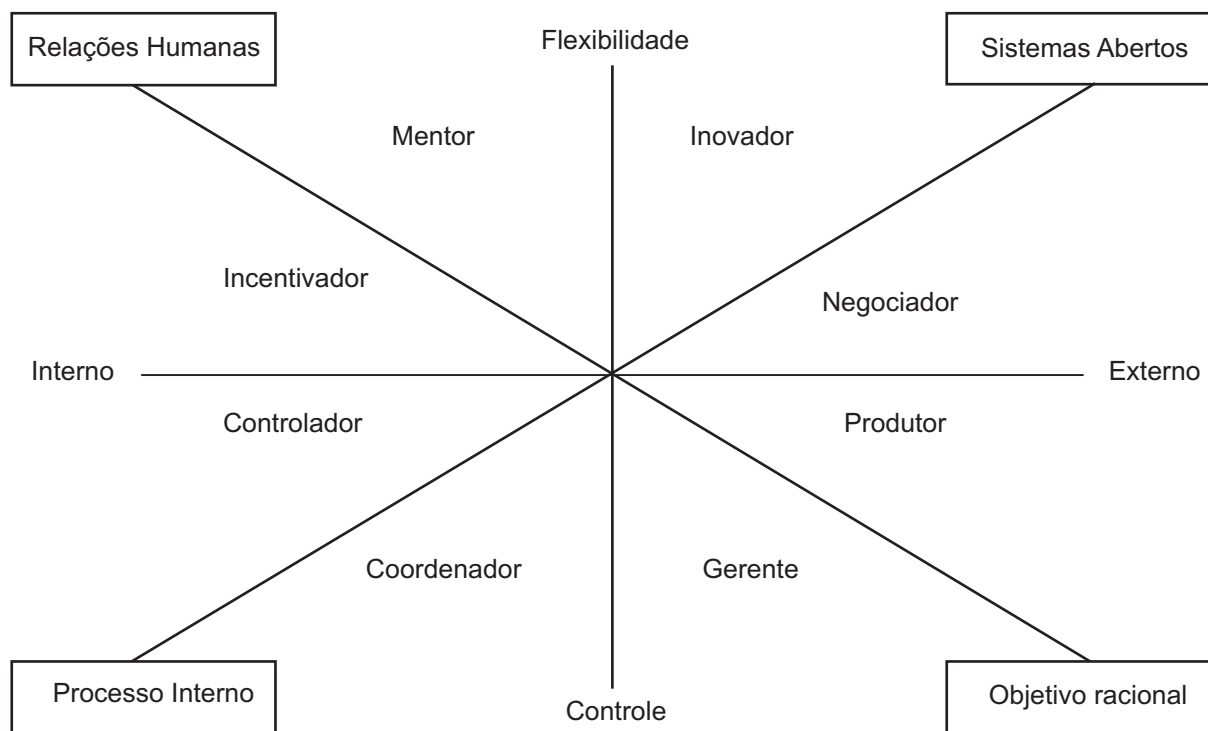 Relações Humanas
Flexibilidade
Sistemas Abertos
Mentor
Inovador
Incentivador
Negociador
Interno
Externo
Controlador
Produtor
Coordenador
Gerente
Processo Interno
Controle
Objetivo racional